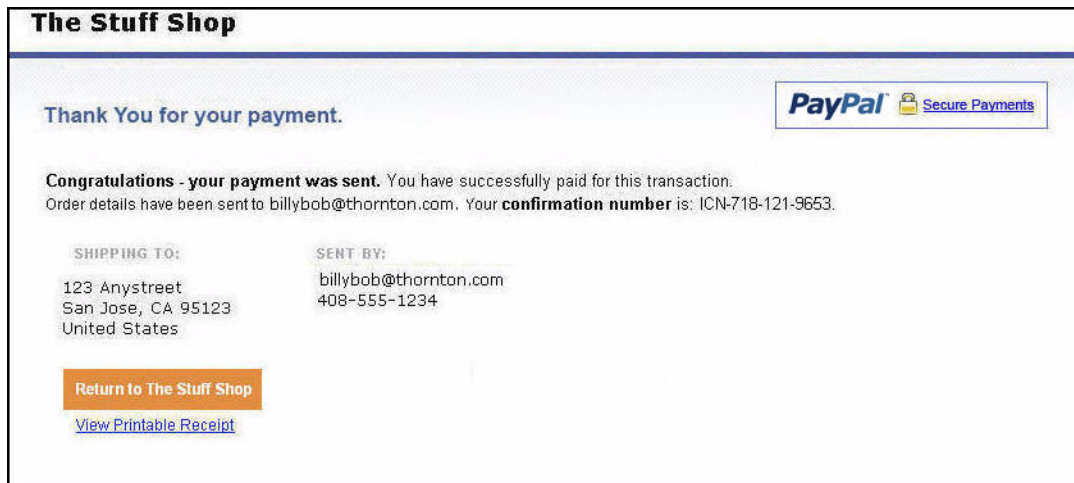 The Stuff Shop
Thank You for your payment.
PayPal Secure Payments
Congratulations - your payment was sent. You have successfully paid for this transaction.
Order details have been sent to billybob@thornton.com. Your confirmation number is: ICN-718-121-9653.
SHIPPING TO:
123 Anystreet
San Jose, CA 95123
United States
SENT BY:
billybob@thornton.com
408-555-1234
Return to The Stuff Shop
View Printable Receipt